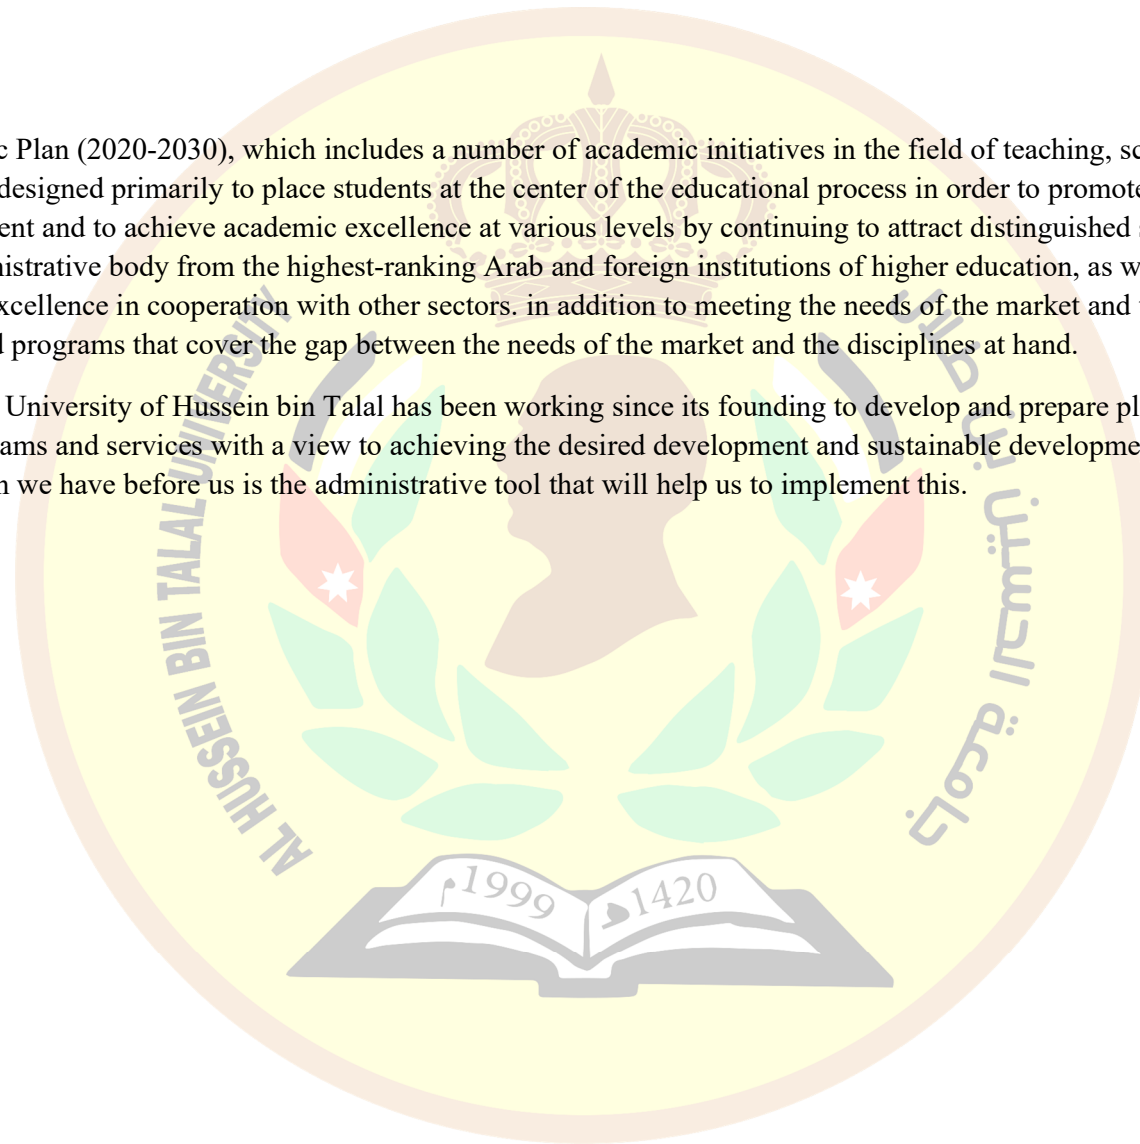 c Plan (2020-2030), which includes a number of academic initiatives in the field of teaching, sc
designed primarily to place students at the center of the educational process in order to promote
ent and to achieve academic excellence at various levels by continuing to attract distinguished s
nistrative body from the highest-ranking Arab and foreign institutions of higher education, as w
xcellence in cooperation with other sectors. in addition to meeting the needs of the market and
d programs that cover the gap between the needs of the market and the disciplines at hand.
University of Hussein bin Talal has been working since its founding to develop and prepare pl
ams and services with a view to achieving the desired development and sustainable developme
n we have before us is the administrative tool that will help us to implement this.
AL HUSSEIN BIN TALAL UNIVERSITY
جامعة الحسين بن طلال
1999م
1420هـ